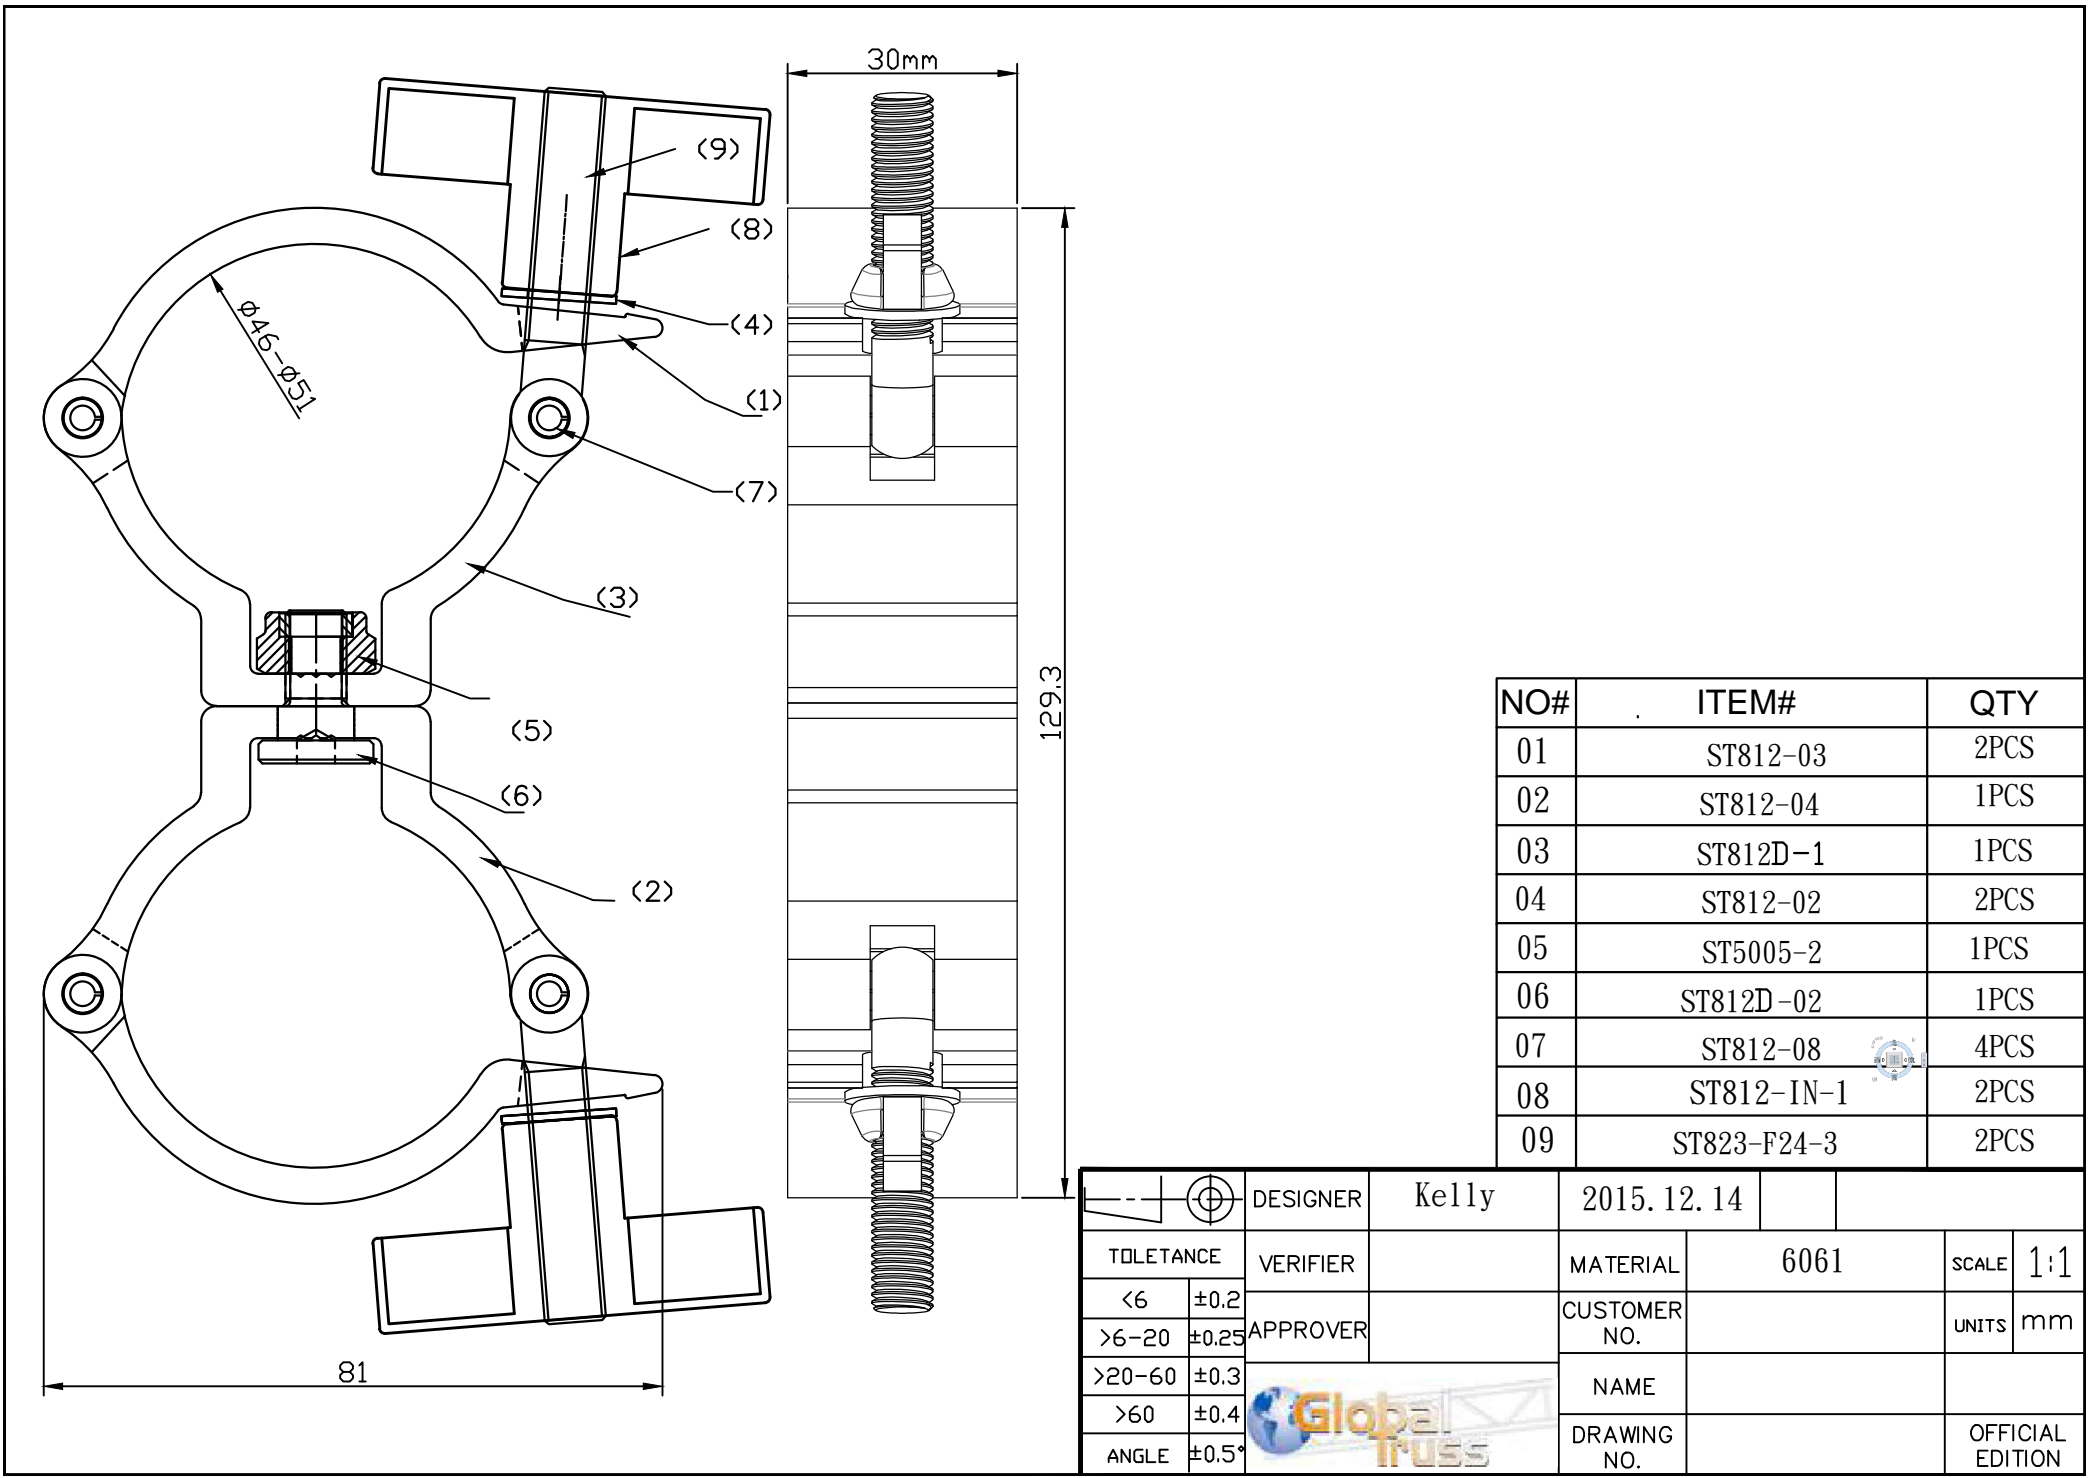 30mm
(9)
(8)
(4)
(1)
(7)
Ø46-Ø51
(3)
(5)
(6)
(2)
129.3
81
NO# ITEM# QTY
01 ST812-03 2PCS
02 ST812-04 1PCS
03 ST812D-1 1PCS
04 ST812-02 2PCS
05 ST5005-2 1PCS
06 ST812D-02 1PCS
07 ST812-08 4PCS
08 ST812-IN-1 2PCS
09 ST823-F24-3 2PCS
DESIGNER Kelly 2015.12.14
TOLETANCE VERIFIER MATERIAL 6061 SCALE 1:1
<6 ±0.2
>6-20 ±0.25 APPROVER CUSTOMER NO. UNITS mm
>20-60 ±0.3 NAME
>60 ±0.4
ANGLE ±0.5°
Global
Truss
DRAWING NO.
OFFICIAL
EDITION